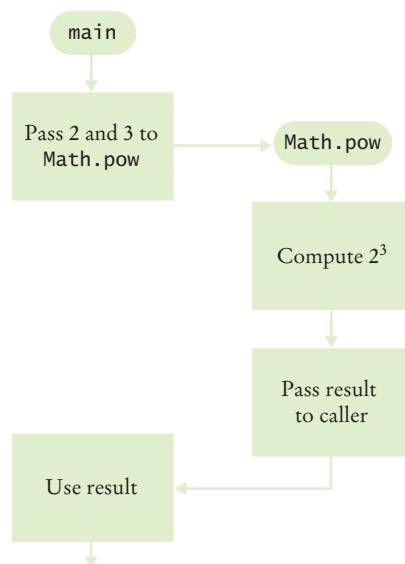 main
Pass 2 and 3 to
Math.pow
Math.pow
Compute 2³
Pass result
to caller
Use result